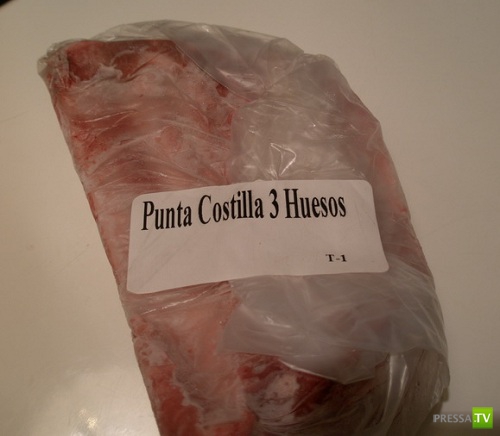 Punta Costilla 3 Huesos
T-1
PRESSA.TV